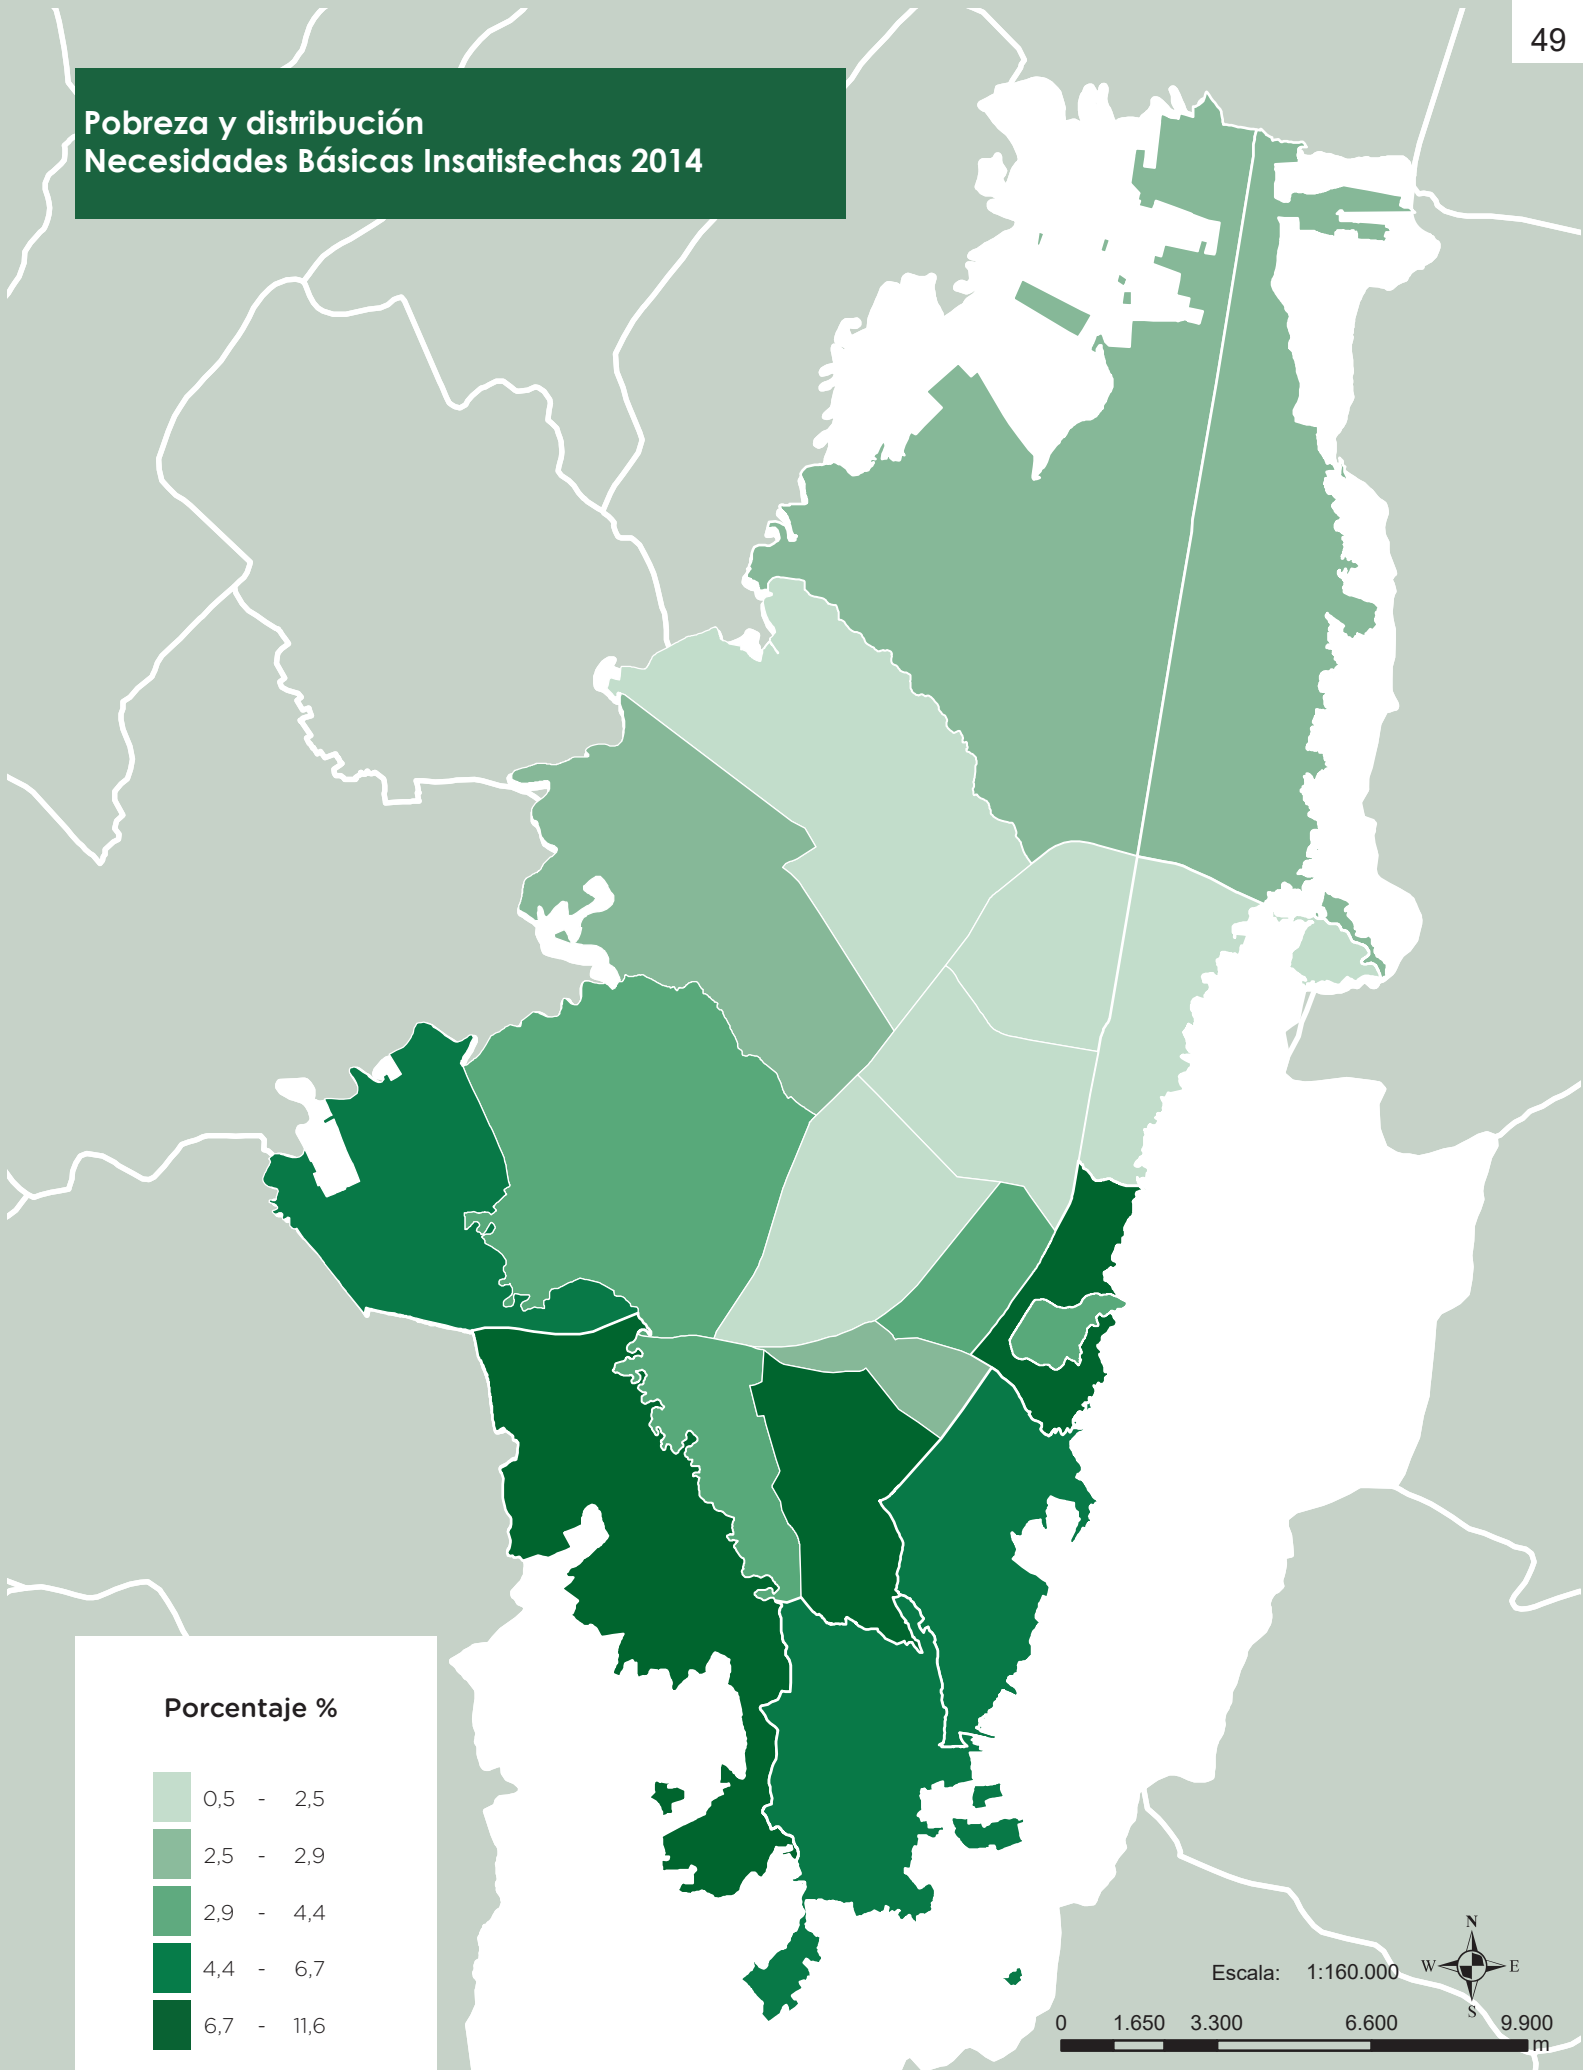 49
Pobreza y distribución
Necesidades Básicas Insatisfechas 2014
Porcentaje %
0,5 - 2,5
2,5 - 2,9
2,9 - 4,4
4,4 - 6,7
6,7 - 11,6
N
W E
S
Escala: 1:160.000
0 1.650 3.300 6.600 9.900
m